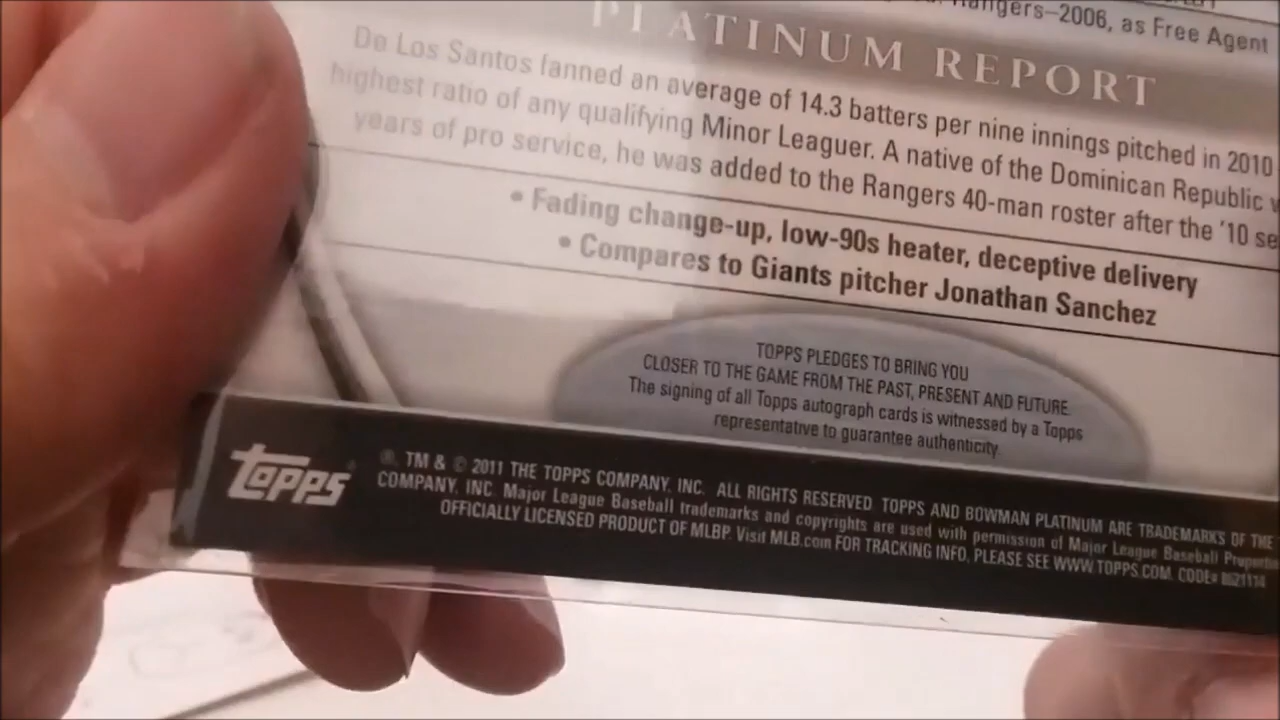 Rangers–2006, as Free Agent
PLATINUM REPORT
De Los Santos fanned an average of 14.3 batters per nine innings pitched in 2010
highest ratio of any qualifying Minor Leaguer. A native of the Dominican Republic
years of pro service, he was added to the Rangers 40-man roster after the '10
• Fading change-up, low-90s heater, deceptive delivery
• Compares to Giants pitcher Jonathan Sanchez
TOPPS PLEDGES TO BRING YOU
CLOSER TO THE GAME FROM THE PAST, PRESENT AND FUTURE.
The signing of all Topps autograph cards is witnessed by a Topps
representative to guarantee authenticity.
topps
®, TM & © 2011 THE TOPPS COMPANY, INC. ALL RIGHTS RESERVED. TOPPS AND BOWMAN PLATINUM ARE TRADEMARKS OF THE
COMPANY, INC. Major League Baseball trademarks and copyrights are used with permission of Major League Baseball
OFFICIALLY LICENSED PRODUCT OF MLBP. Visit MLB.com FOR TRACKING INFO, PLEASE SEE WWW.TOPPS.COM. CODE#